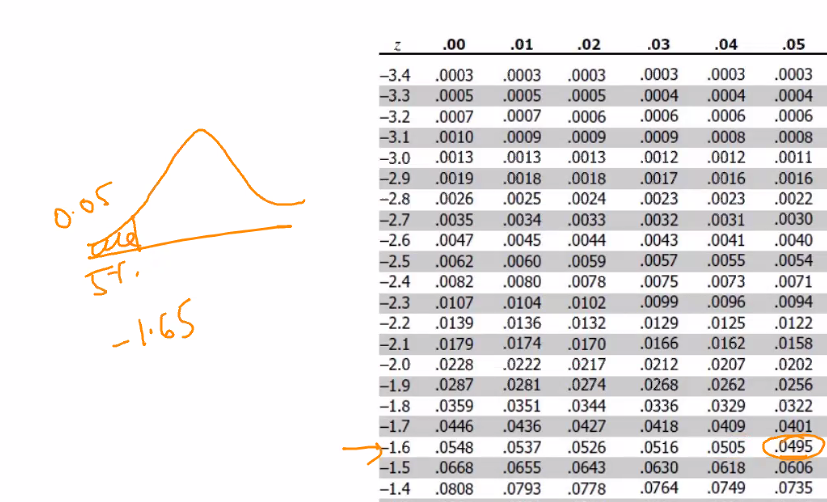 z .00 .01 .02 .03 .04 .05
−3.4 .0003 .0003 .0003 .0003 .0003 .0003
−3.3 .0005 .0005 .0005 .0004 .0004 .0004
−3.2 .0007 .0007 .0006 .0006 .0006 .0006
−3.1 .0010 .0009 .0009 .0009 .0008 .0008
−3.0 .0013 .0013 .0013 .0012 .0012 .0011
−2.9 .0019 .0018 .0018 .0017 .0016 .0016
−2.8 .0026 .0025 .0024 .0023 .0023 .0022
−2.7 .0035 .0034 .0033 .0032 .0031 .0030
−2.6 .0047 .0045 .0044 .0043 .0041 .0040
−2.5 .0062 .0060 .0059 .0057 .0055 .0054
−2.4 .0082 .0080 .0078 .0075 .0073 .0071
−2.3 .0107 .0104 .0102 .0099 .0096 .0094
−2.2 .0139 .0136 .0132 .0129 .0125 .0122
−2.1 .0179 .0174 .0170 .0166 .0162 .0158
−2.0 .0228 .0222 .0217 .0212 .0207 .0202
−1.9 .0287 .0281 .0274 .0268 .0262 .0256
−1.8 .0359 .0351 .0344 .0336 .0329 .0322
−1.7 .0446 .0436 .0427 .0418 .0409 .0401
−1.6 .0548 .0537 .0526 .0516 .0505 .0495
−1.5 .0668 .0655 .0643 .0630 .0618 .0606
−1.4 .0808 .0793 .0778 .0764 .0749 .0735
0.05
-1.65